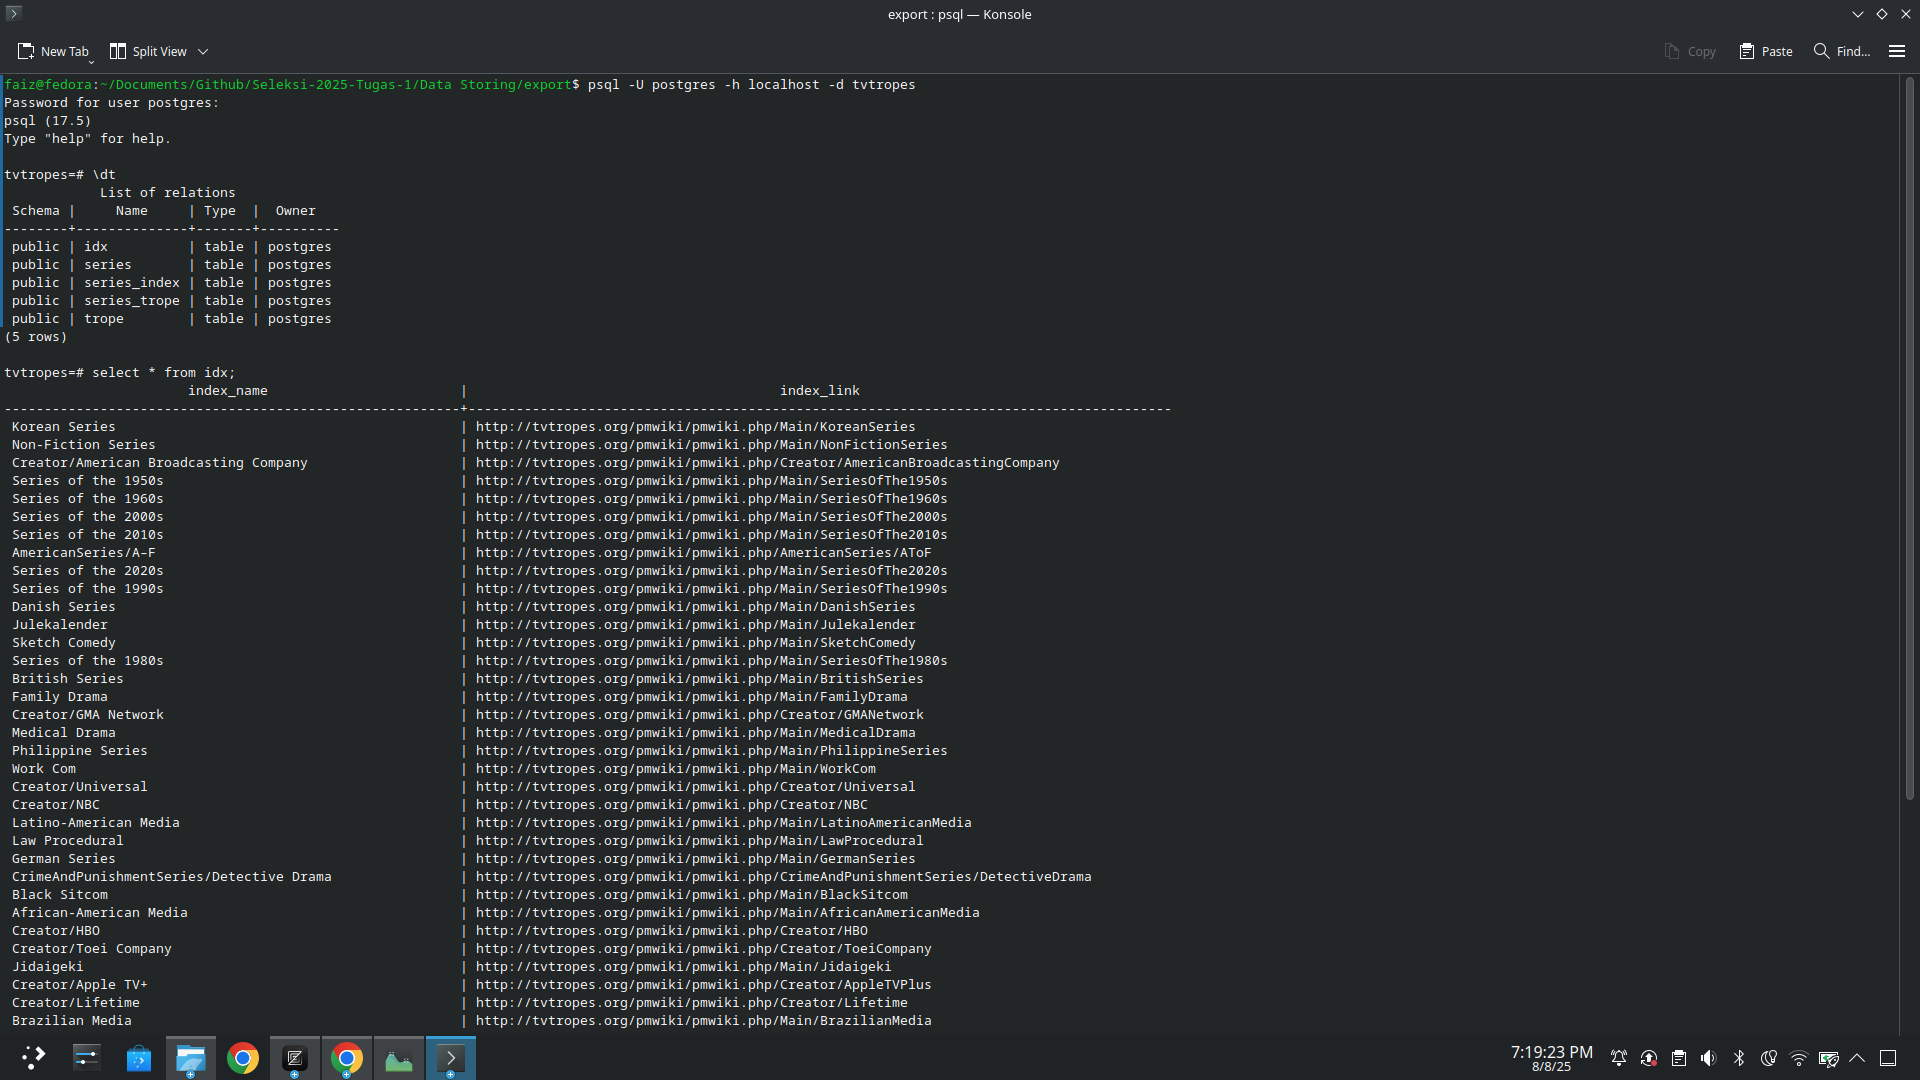 export : psql — Konsole
New Tab Split View Copy Paste Find...
faiz@fedora:~/Documents/Github/Seleksi-2025-Tugas-1/Data Storing/export$ psql -U postgres -h localhost -d tvtropes
Password for user postgres:
psql (17.5)
Type "help" for help.
tvtropes=# \dt
List of relations
Schema | Name | Type | Owner
--------+--------------+-------+----------
public | idx | table | postgres
public | series | table | postgres
public | series_index | table | postgres
public | series_trope | table | postgres
public | trope | table | postgres
(5 rows)
tvtropes=# select * from idx;
index_name | index_link
---------------------------------------------------------+----------------------------------------------------------------------------------------
Korean Series | http://tvtropes.org/pmwiki/pmwiki.php/Main/KoreanSeries
Non-Fiction Series | http://tvtropes.org/pmwiki/pmwiki.php/Main/NonFictionSeries
Creator/American Broadcasting Company | http://tvtropes.org/pmwiki/pmwiki.php/Creator/AmericanBroadcastingCompany
Series of the 1950s | http://tvtropes.org/pmwiki/pmwiki.php/Main/SeriesOfThe1950s
Series of the 1960s | http://tvtropes.org/pmwiki/pmwiki.php/Main/SeriesOfThe1960s
Series of the 2000s | http://tvtropes.org/pmwiki/pmwiki.php/Main/SeriesOfThe2000s
Series of the 2010s | http://tvtropes.org/pmwiki/pmwiki.php/Main/SeriesOfThe2010s
AmericanSeries/A–F | http://tvtropes.org/pmwiki/pmwiki.php/AmericanSeries/AToF
Series of the 2020s | http://tvtropes.org/pmwiki/pmwiki.php/Main/SeriesOfThe2020s
Series of the 1990s | http://tvtropes.org/pmwiki/pmwiki.php/Main/SeriesOfThe1990s
Danish Series | http://tvtropes.org/pmwiki/pmwiki.php/Main/DanishSeries
Julekalender | http://tvtropes.org/pmwiki/pmwiki.php/Main/Julekalender
Sketch Comedy | http://tvtropes.org/pmwiki/pmwiki.php/Main/SketchComedy
Series of the 1980s | http://tvtropes.org/pmwiki/pmwiki.php/Main/SeriesOfThe1980s
British Series | http://tvtropes.org/pmwiki/pmwiki.php/Main/BritishSeries
Family Drama | http://tvtropes.org/pmwiki/pmwiki.php/Main/FamilyDrama
Creator/GMA Network | http://tvtropes.org/pmwiki/pmwiki.php/Creator/GMANetwork
Medical Drama | http://tvtropes.org/pmwiki/pmwiki.php/Main/MedicalDrama
Philippine Series | http://tvtropes.org/pmwiki/pmwiki.php/Main/PhilippineSeries
Work Com | http://tvtropes.org/pmwiki/pmwiki.php/Main/WorkCom
Creator/Universal | http://tvtropes.org/pmwiki/pmwiki.php/Creator/Universal
Creator/NBC | http://tvtropes.org/pmwiki/pmwiki.php/Creator/NBC
Latino-American Media | http://tvtropes.org/pmwiki/pmwiki.php/Main/LatinoAmericanMedia
Law Procedural | http://tvtropes.org/pmwiki/pmwiki.php/Main/LawProcedural
German Series | http://tvtropes.org/pmwiki/pmwiki.php/Main/GermanSeries
CrimeAndPunishmentSeries/Detective Drama | http://tvtropes.org/pmwiki/pmwiki.php/CrimeAndPunishmentSeries/DetectiveDrama
Black Sitcom | http://tvtropes.org/pmwiki/pmwiki.php/Main/BlackSitcom
African-American Media | http://tvtropes.org/pmwiki/pmwiki.php/Main/AfricanAmericanMedia
Creator/HBO | http://tvtropes.org/pmwiki/pmwiki.php/Creator/HBO
Creator/Toei Company | http://tvtropes.org/pmwiki/pmwiki.php/Creator/ToeiCompany
Jidaigeki | http://tvtropes.org/pmwiki/pmwiki.php/Main/Jidaigeki
Creator/Apple TV+ | http://tvtropes.org/pmwiki/pmwiki.php/Creator/AppleTVPlus
Creator/Lifetime | http://tvtropes.org/pmwiki/pmwiki.php/Creator/Lifetime
Brazilian Media | http://tvtropes.org/pmwiki/pmwiki.php/Main/BrazilianMedia
7:19:23 PM
8/8/25